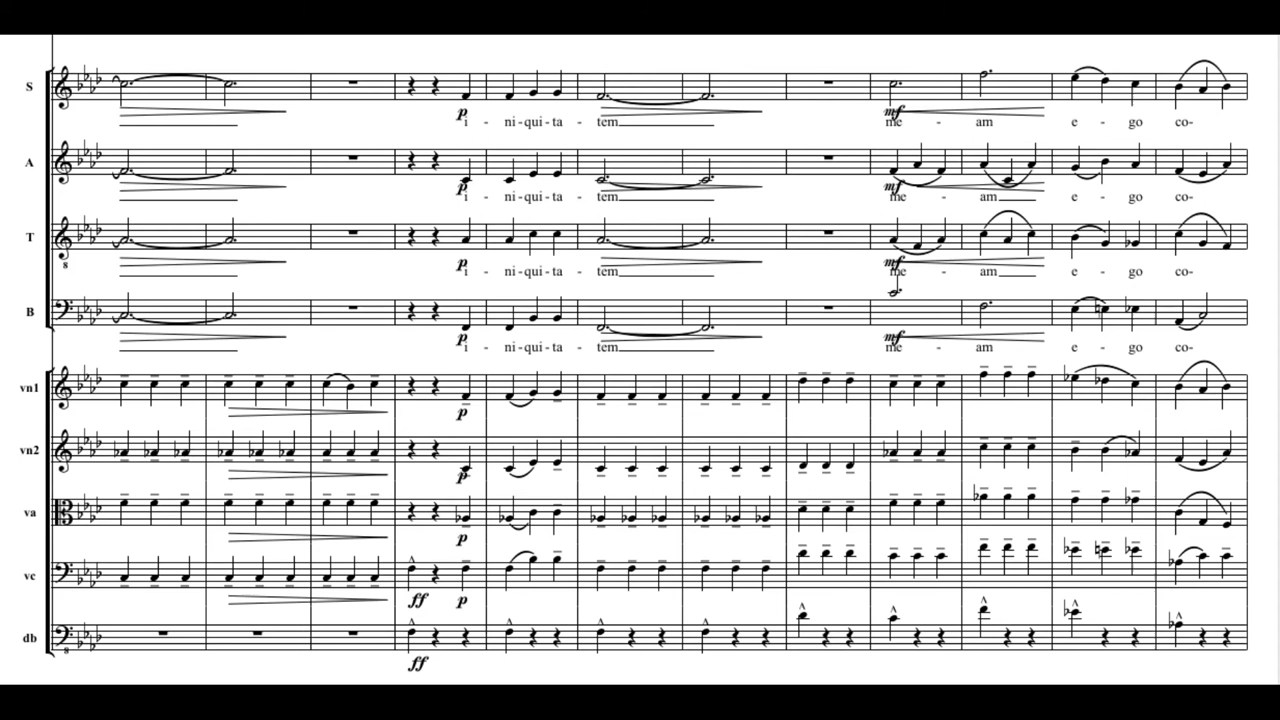 S
p mf
i - ni-qui-ta - tem me - am e - go co-
A
p mf
i - ni-qui-ta - tem me - am e - go co-
T
8
p mf
i - ni-qui-ta - tem me - am e - go co-
B
p mf
i - ni-qui-ta - tem me - am e - go co-
vn1
p
vn2
p
va
p
vc
ff p
db
8
ff